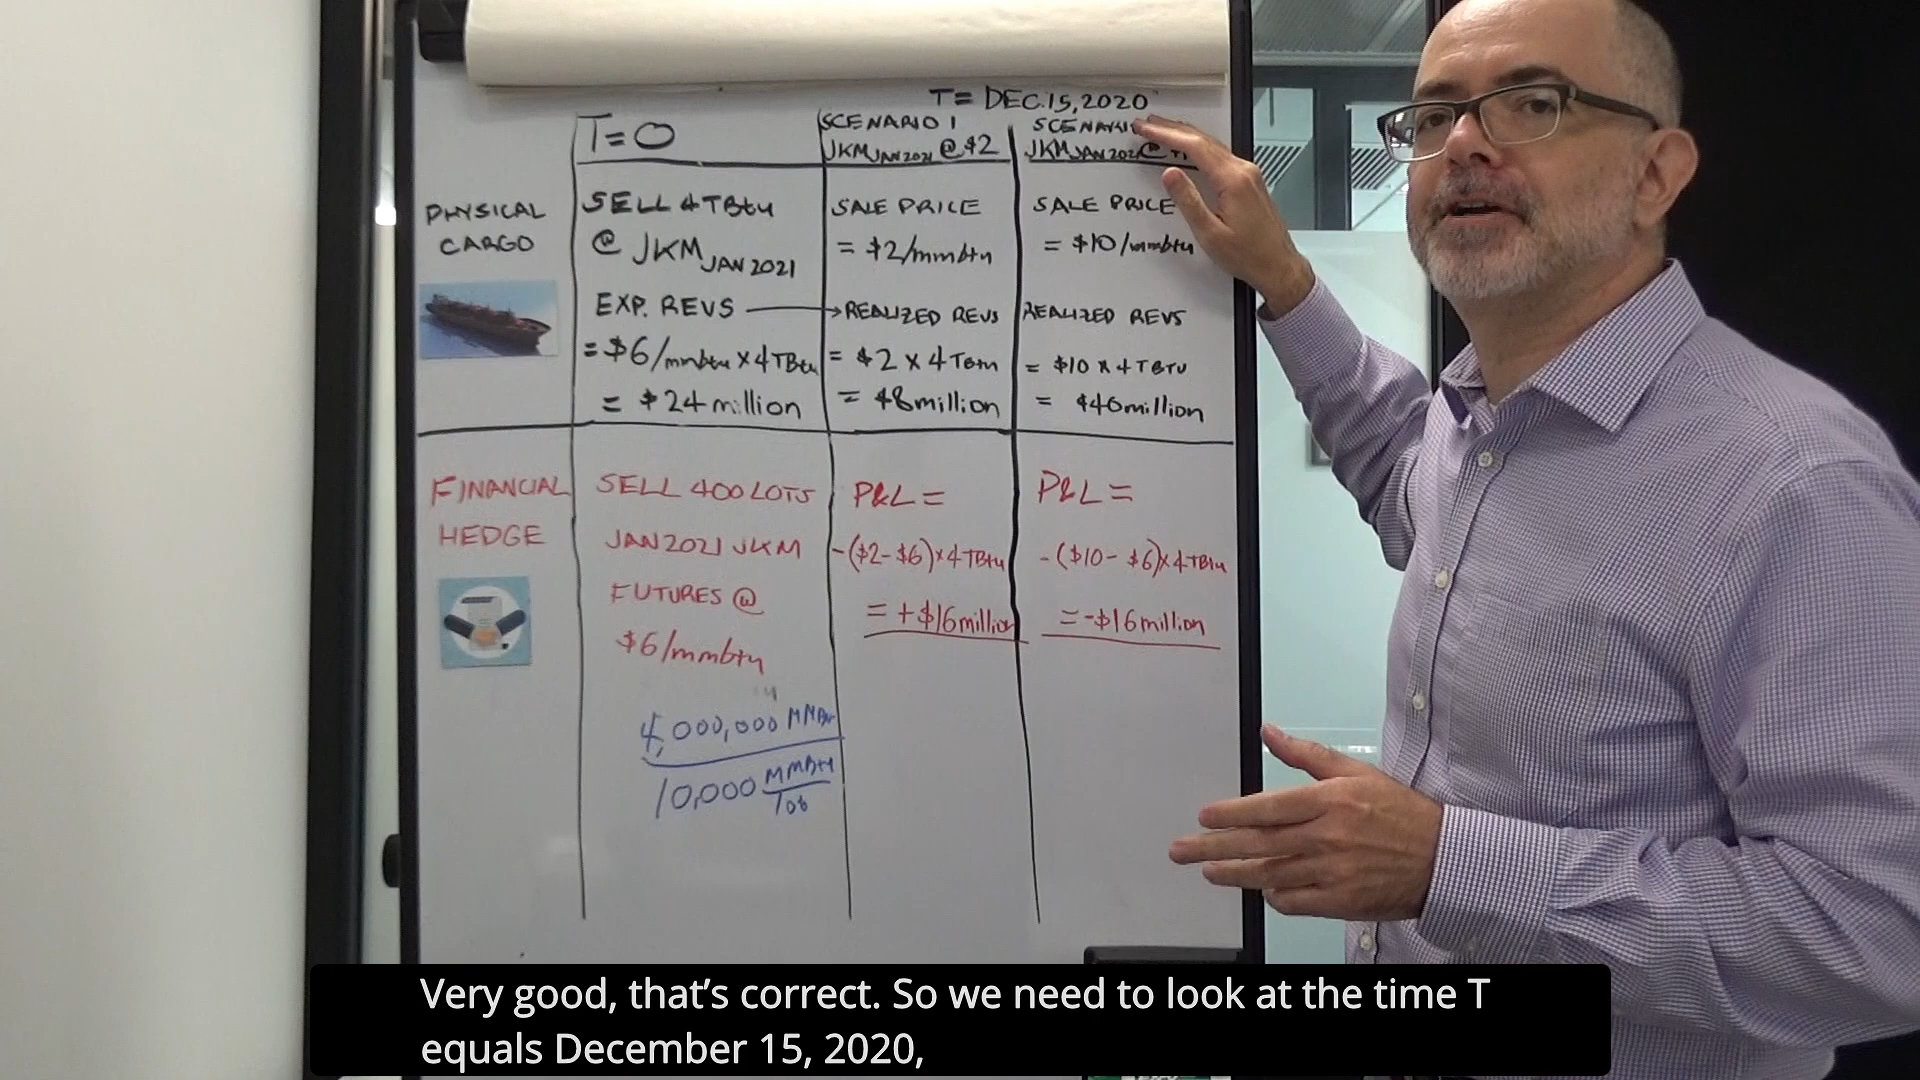 T= DEC.15,2020
T=0
SCENARIO 1
JKM JAN 2021 @ $2
JKM JAN 2021 @
PHYSICAL
CARGO
SELL 4 TBtu
@ JKM JAN 2021
EXP. REVS
=$6/mmbtu x 4 TBtu
= $24 million
SALE PRICE
= $2/mmbtu
REALIZED REVS
= $2 x 4 TBtu
= $8 million
SALE PRICE
= $10/mmbtu
REALIZED REVS
= $10 x 4 TBTU
= $40 million
FINANCIAL
HEDGE
SELL 400 LOTS
JAN 2021 JKM
FUTURES @
$6/mmbtu
4,000,000 MMBtu
10,000 MMBtu
P&L =
-($2-$6)x4 TBtu
= +$16 million
P&L =
-($10-$6)x4 TBtu
= -$16 million
Very good, that’s correct. So we need to look at the time T
equals December 15, 2020,